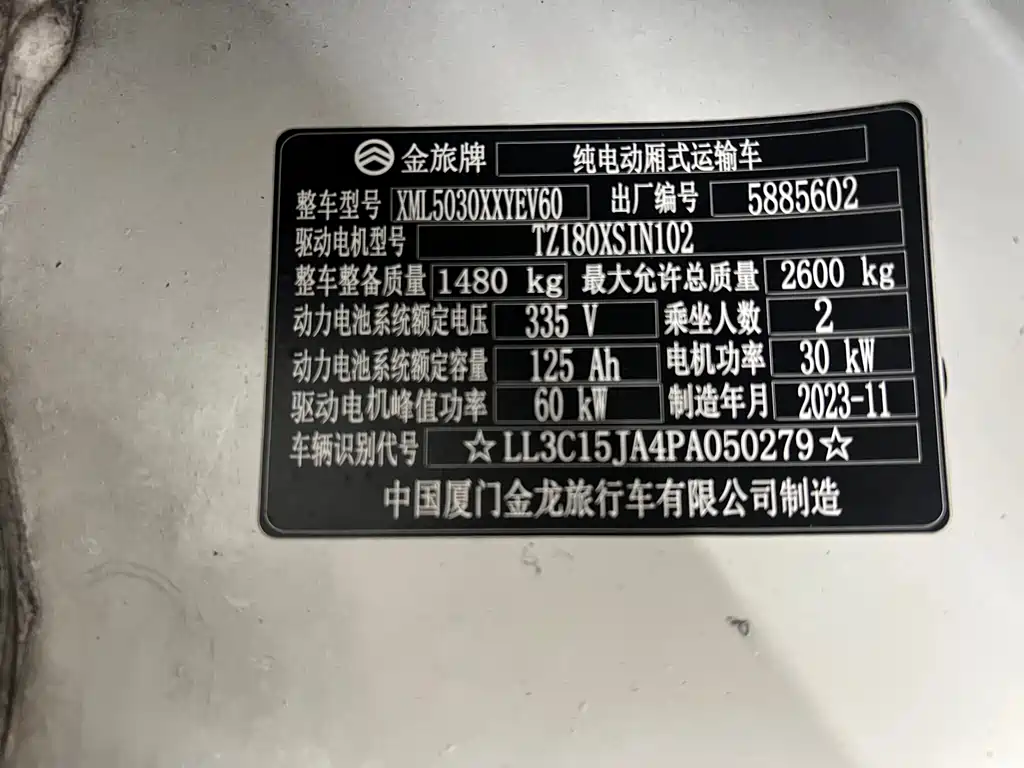 金旅牌 纯电动厢式运输车
整车型号 XML5030XXYEV60 出厂编号 5885602
驱动电机型号 TZ180XSIN102
整车整备质量 1480 kg 最大允许总质量 2600 kg
动力电池系统额定电压 335 V 乘坐人数 2
动力电池系统额定容量 125 Ah 电机功率 30 kW
驱动电机峰值功率 60 kW 制造年月 2023-11
车辆识别代号 ☆LL3C15JA4PA050279☆
中国厦门金龙旅行车有限公司制造